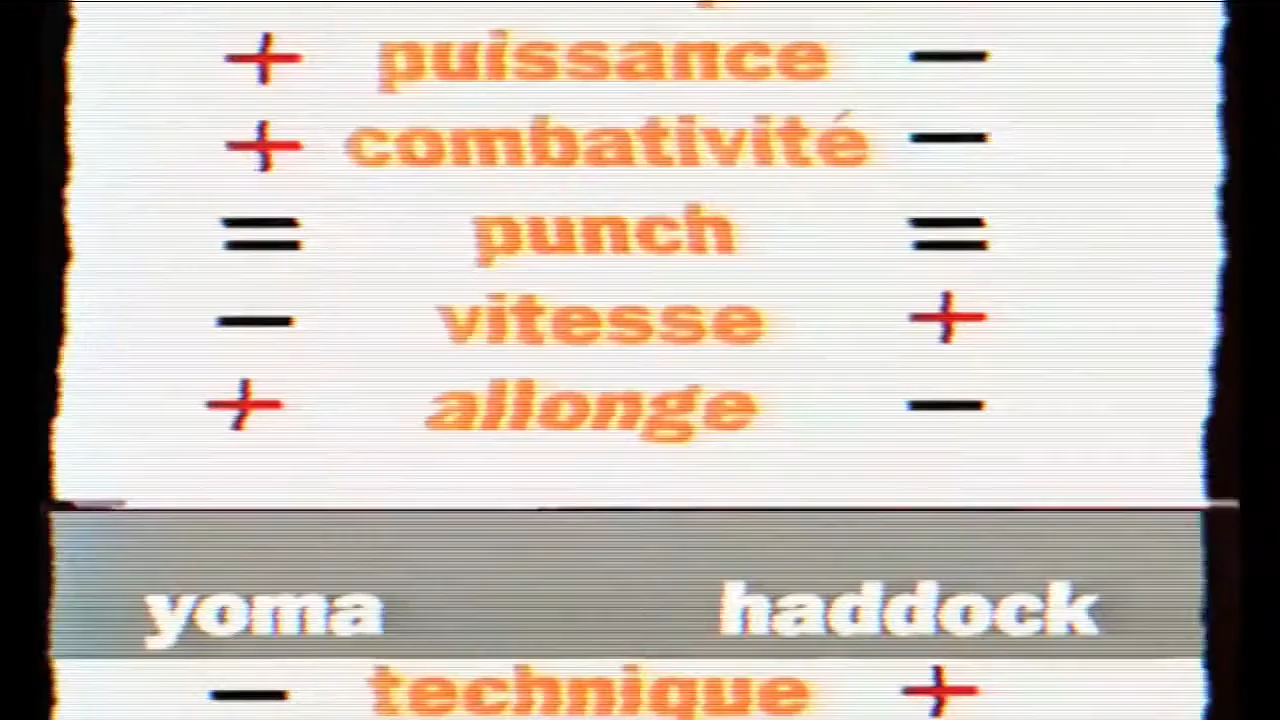 + puissance −
+ combativité −
= punch =
− vitesse +
+ allonge −
yoma haddock
− technique +